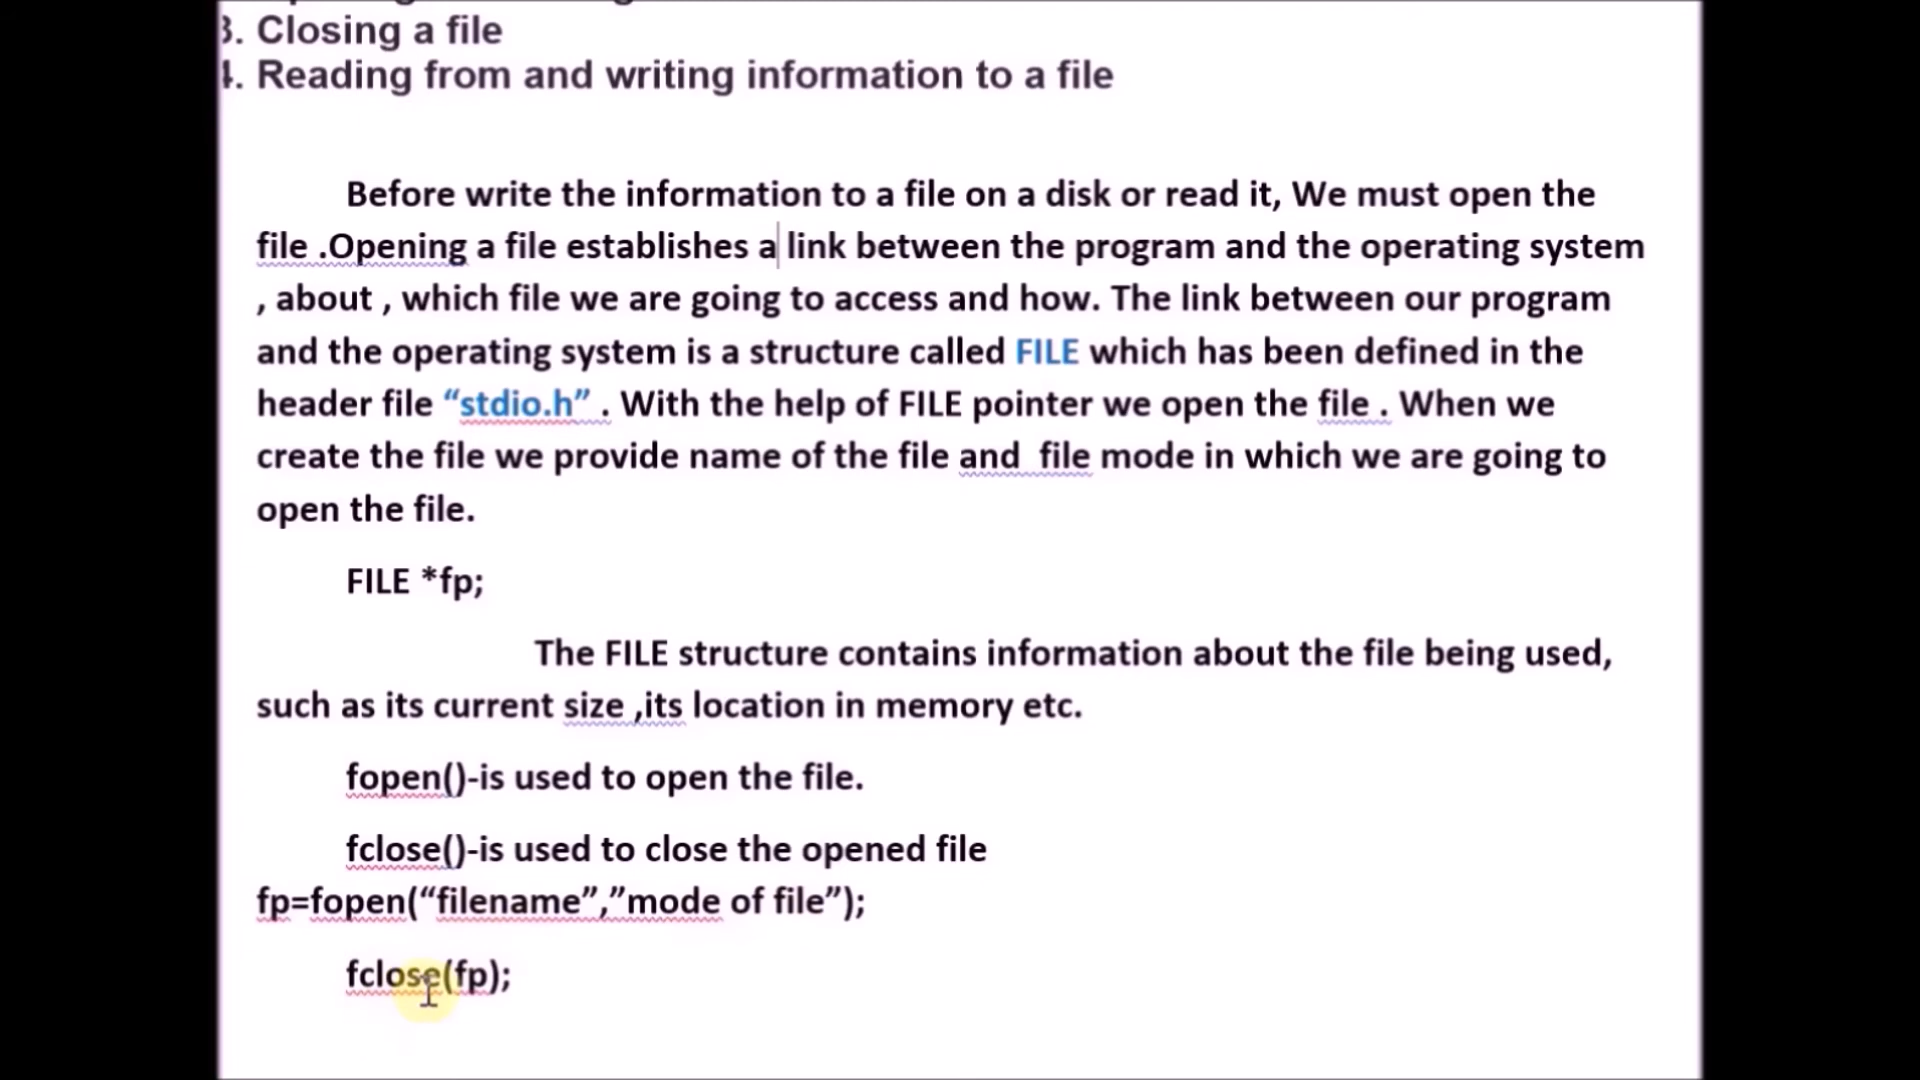 3. Closing a file
4. Reading from and writing information to a file
Before write the information to a file on a disk or read it, We must open the
file .Opening a file establishes a link between the program and the operating system
, about , which file we are going to access and how. The link between our program
and the operating system is a structure called FILE which has been defined in the
header file “stdio.h” . With the help of FILE pointer we open the file . When we
create the file we provide name of the file and  file mode in which we are going to
open the file.
FILE *fp;
The FILE structure contains information about the file being used,
such as its current size ,its location in memory etc.
fopen()-is used to open the file.
fclose()-is used to close the opened file
fp=fopen(“filename”,”mode of file”);
fclose(fp);